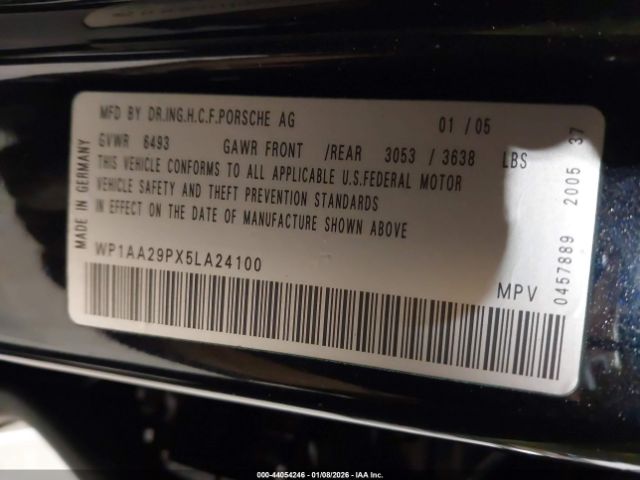 MFD BY DR.ING.H.C.F.PORSCHE AG 01 / 05
GVWR 6493 GAWR FRONT /REAR 3053 / 3638 LBS
THIS VEHICLE CONFORMS TO ALL APPLICABLE U.S.FEDERAL MOTOR
VEHICLE SAFETY AND THEFT PREVENTION STANDARDS
IN EFFECT ON THE DATE OF MANUFACTURE SHOWN ABOVE
WP1AA29PX5LA24100
MPV
MADE IN GERMANY
0457889 2005 37
000-44054246 - 01/08/2026 - IAA Inc.